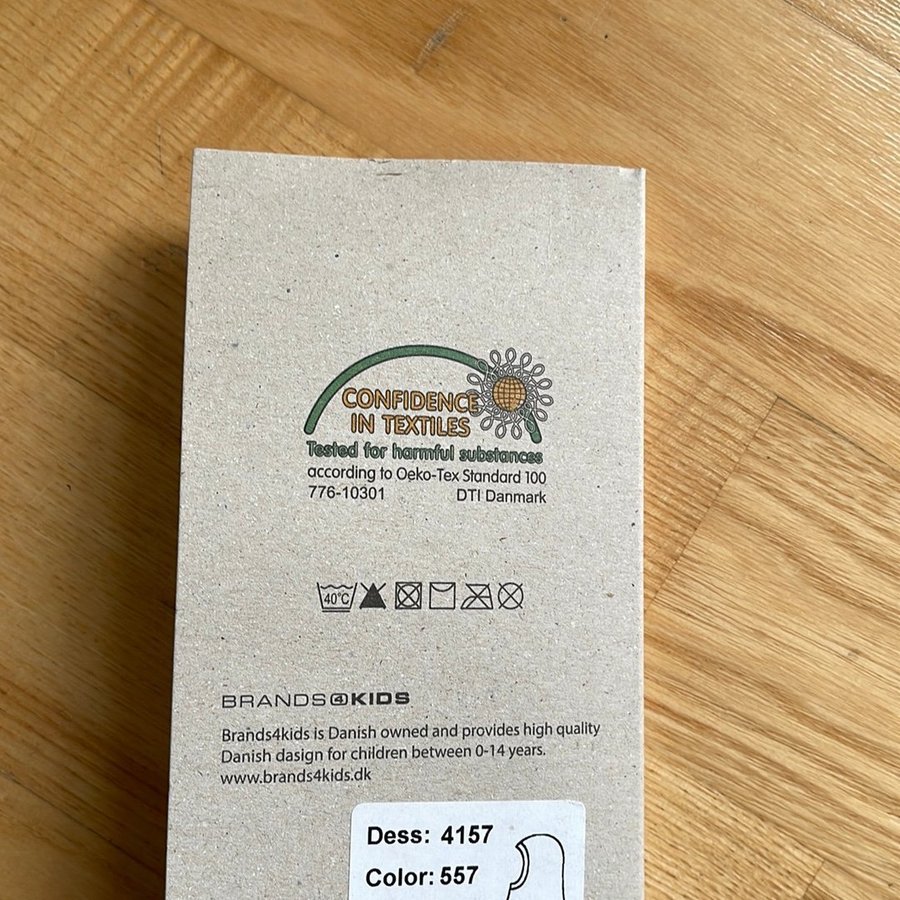 CONFIDENCE
IN TEXTILES
Tested for harmful substances
according to Oeko-Tex Standard 100
776-10301 DTI Danmark
40°C
BRANDS4KIDS
Brands4kids is Danish owned and provides high quality
Danish dasign for children between 0-14 years.
www.brands4kids.dk
Dess: 4157
Color: 557